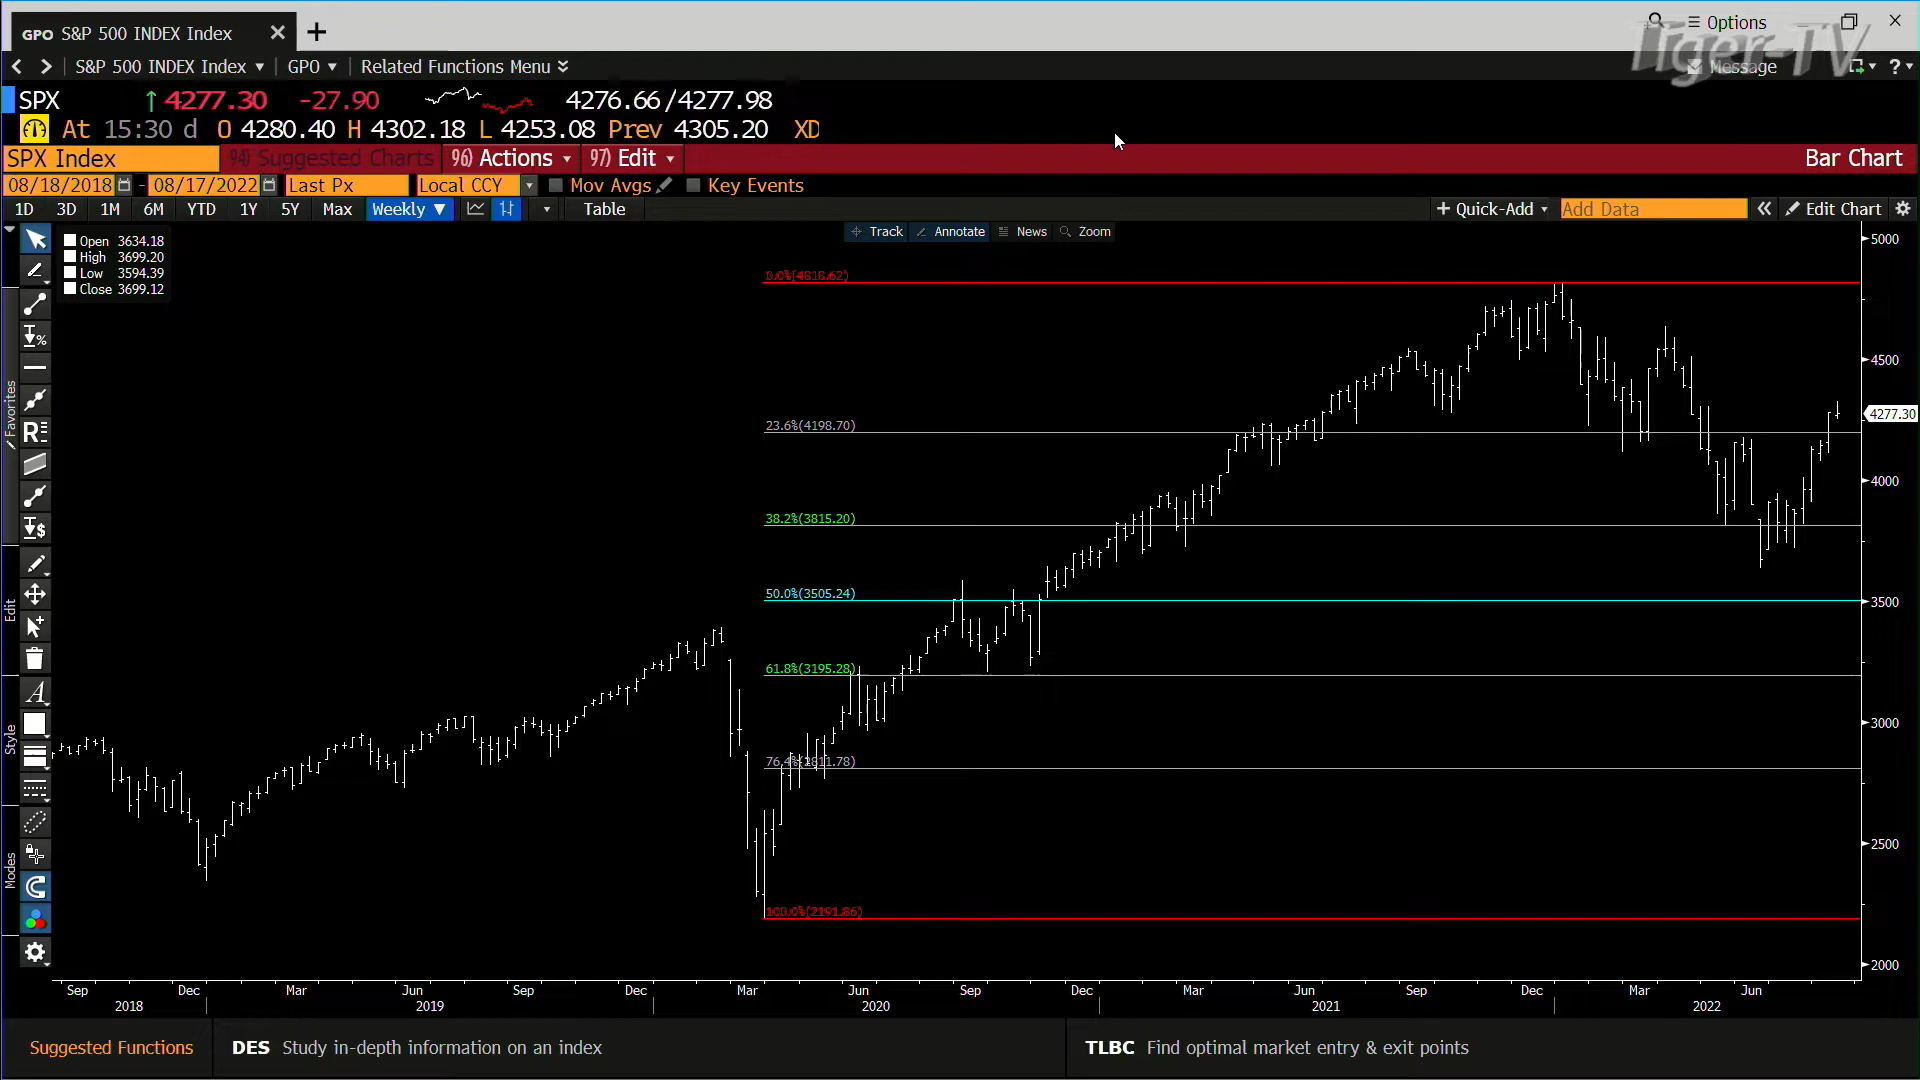 GPO S&P 500 INDEX Index
Options
Tiger-TV
S&P 500 INDEX Index GPO Related Functions Menu Message ?
SPX 4277.30 -27.90 4276.66/4277.98
At 15:30 d O 4280.40 H 4302.18 L 4253.08 Prev 4305.20 XD
SPX Index 94) Suggested Charts 96) Actions 97) Edit Bar Chart
08/18/2018 - 08/17/2022 Last Px Local CCY Mov Avgs Key Events
1D 3D 1M 6M YTD 1Y 5Y Max Weekly Table + Quick-Add Add Data Edit Chart
Track Annotate News Zoom
Open 3634.18
High 3699.20
Low 3594.39
Close 3699.12
Favorites
Edit
Style
Modes
0.0%(4818.62)
23.6%(4198.70)
38.2%(3815.20)
50.0%(3505.24)
61.8%(3195.28)
76.4%(2811.78)
100.0%(2191.86)
5000
4500
4277.30
4000
3500
3000
2500
2000
Sep Dec Mar Jun Sep Dec Mar Jun Sep Dec Mar Jun Sep Dec Mar Jun
2018 2019 2020 2021 2022
Suggested Functions DES Study in-depth information on an index TLBC Find optimal market entry & exit points